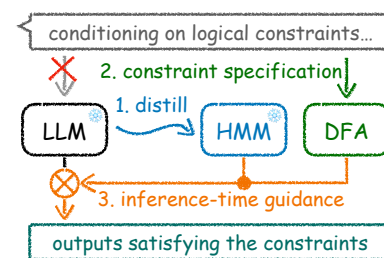 conditioning on logical constraints...
2. constraint specification
1. distill
LLM
HMM
DFA
3. inference-time guidance
outputs satisfying the constraints